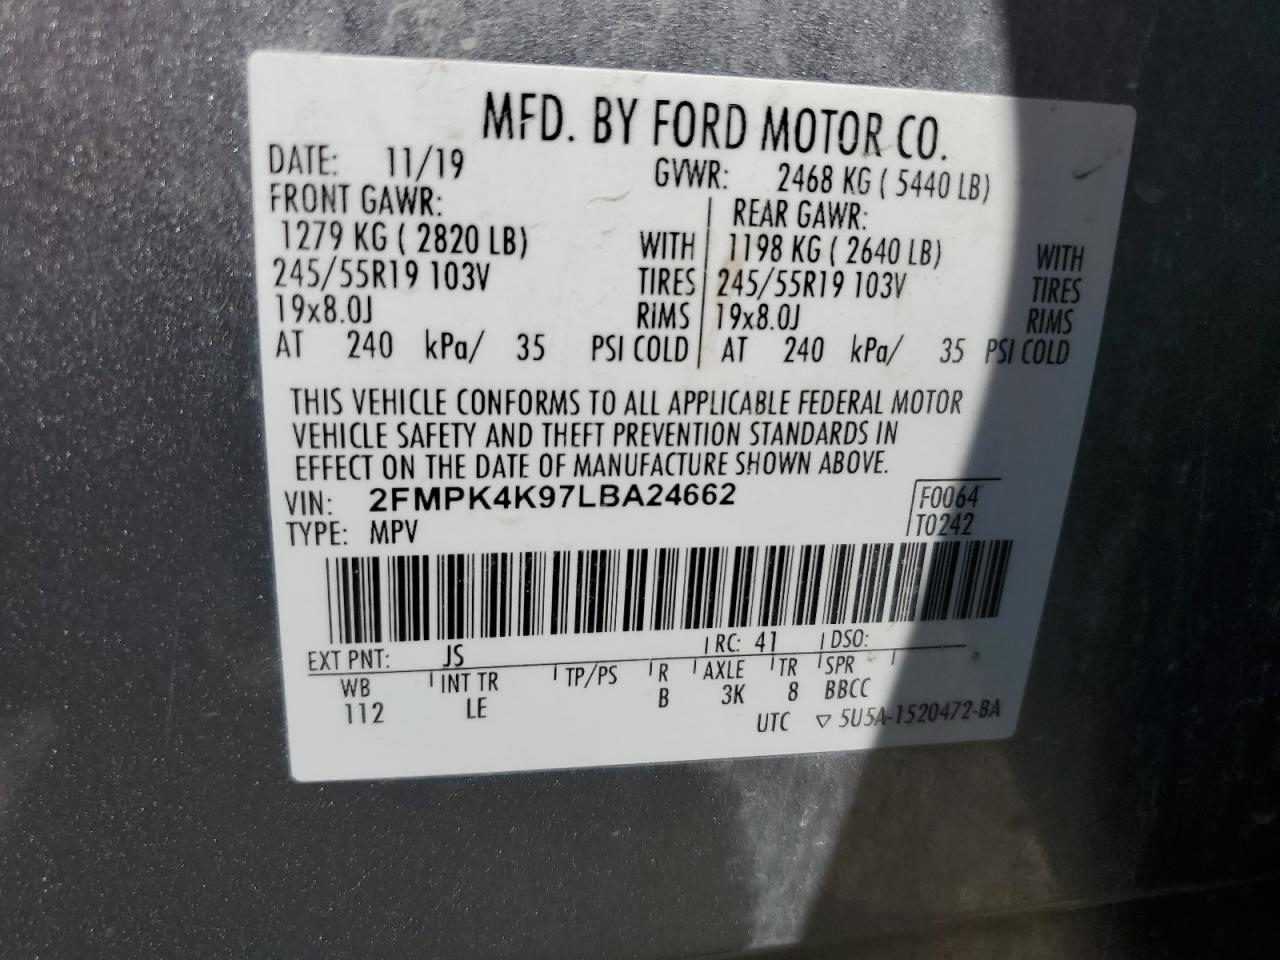 MFD. BY FORD MOTOR CO.
DATE: 11/19 GVWR: 2468 KG ( 5440 LB)
FRONT GAWR: REAR GAWR:
1279 KG ( 2820 LB) WITH 1198 KG ( 2640 LB) WITH
245/55R19 103V TIRES 245/55R19 103V TIRES
19x8.0J RIMS 19x8.0J RIMS
AT 240 kPa/ 35 PSI COLD AT 240 kPa/ 35 PSI COLD
THIS VEHICLE CONFORMS TO ALL APPLICABLE FEDERAL MOTOR
VEHICLE SAFETY AND THEFT PREVENTION STANDARDS IN
EFFECT ON THE DATE OF MANUFACTURE SHOWN ABOVE.
VIN: 2FMPK4K97LBA24662 F0064
TYPE: MPV T0242
EXT PNT: JS RC: 41 DSO:
WB INT TR TP/PS R AXLE TR SPR
112 LE B 3K 8 BBCC
UTC ▽ 5U5A-1520472-BA